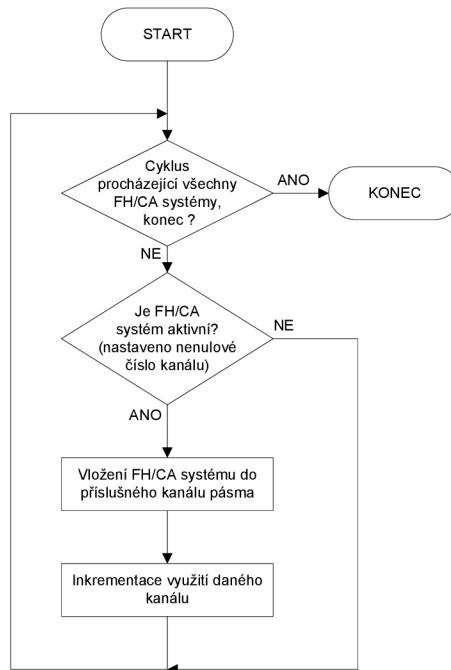 START
Cyklus
procházející všechny
FH/CA systémy,
konec ?
ANO
KONEC
NE
Je FH/CA
systém aktivní?
(nastaveno nenulové
číslo kanálu)
NE
ANO
Vložení FH/CA systému do
příslušného kanálu pásma
Inkrementace využití daného
kanálu